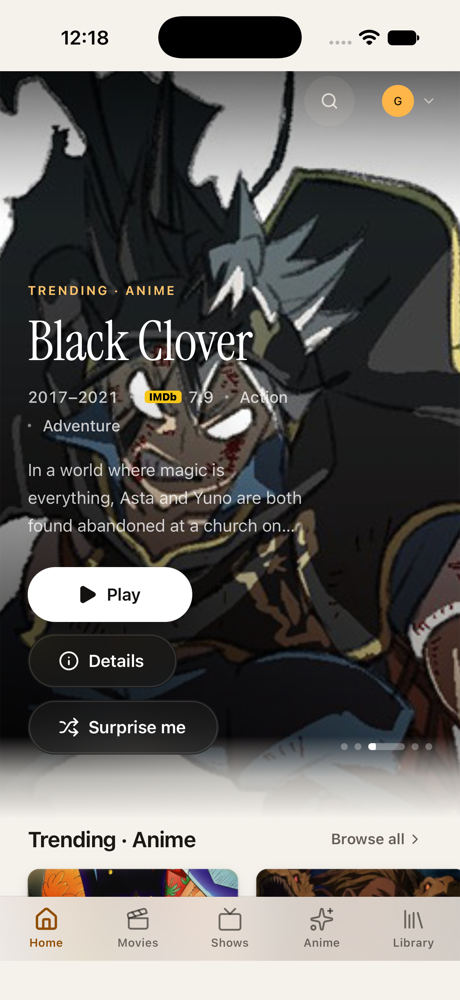 12:18
G
TRENDING · ANIME
Black Clover
2017–2021 · IMDb 7.9 · Action
· Adventure
In a world where magic is
everything, Asta and Yuno are both
found abandoned at a church on...
Play
Details
Surprise me
Trending · Anime
Browse all
Home
Movies
Shows
Anime
Library